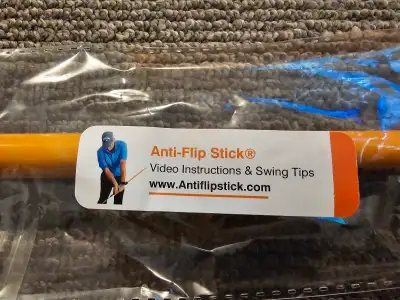 Anti-Flip Stick®
Video Instructions & Swing Tips
www.Antiflipstick.com